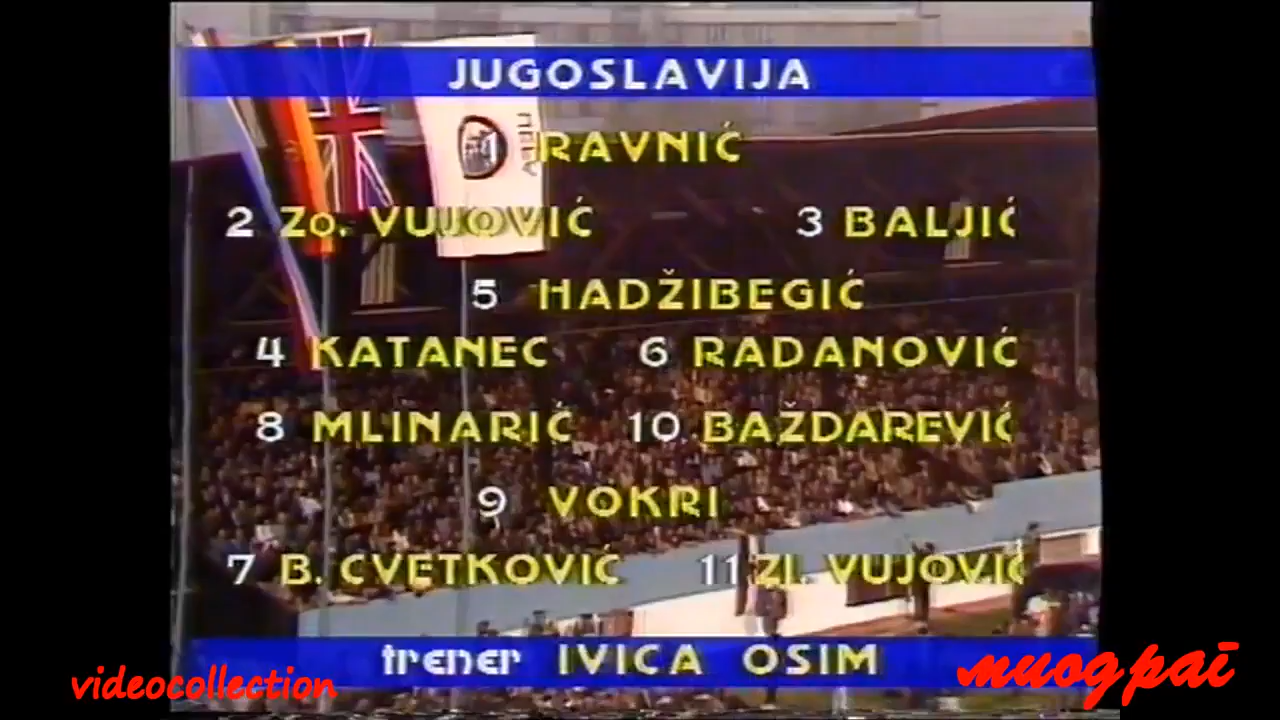 JUGOSLAVIJA
1 RAVNIĆ
2 Zo. VUJOVIĆ 3 BALJIĆ
5 HADŽIBEGIĆ
4 KATANEC 6 RADANOVIĆ
8 MLINARIĆ 10 BAŽDAREVIĆ
9 VOKRI
7 B. CVETKOVIĆ 11 Zl. VUJOVIĆ
trener IVICA OSIM
videocollection